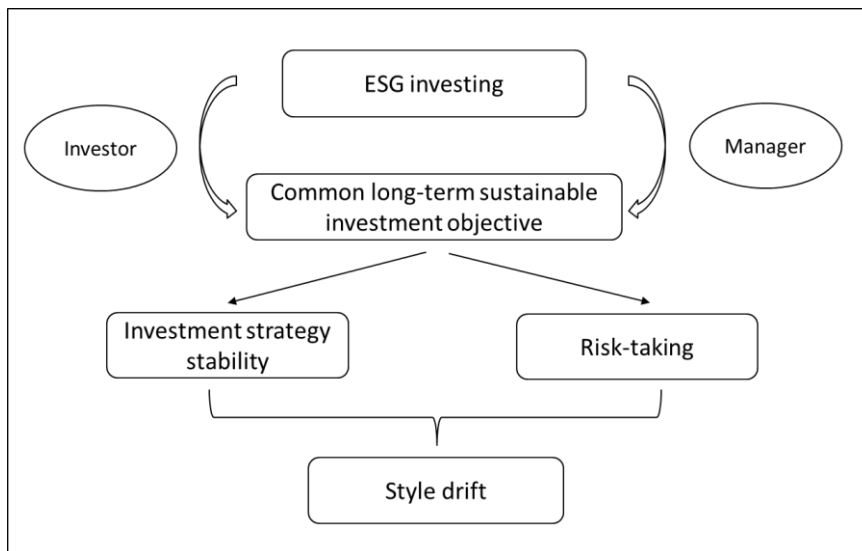 ESG investing
Investor
Manager
Common long-term sustainable
investment objective
Investment strategy
stability
Risk-taking
Style drift